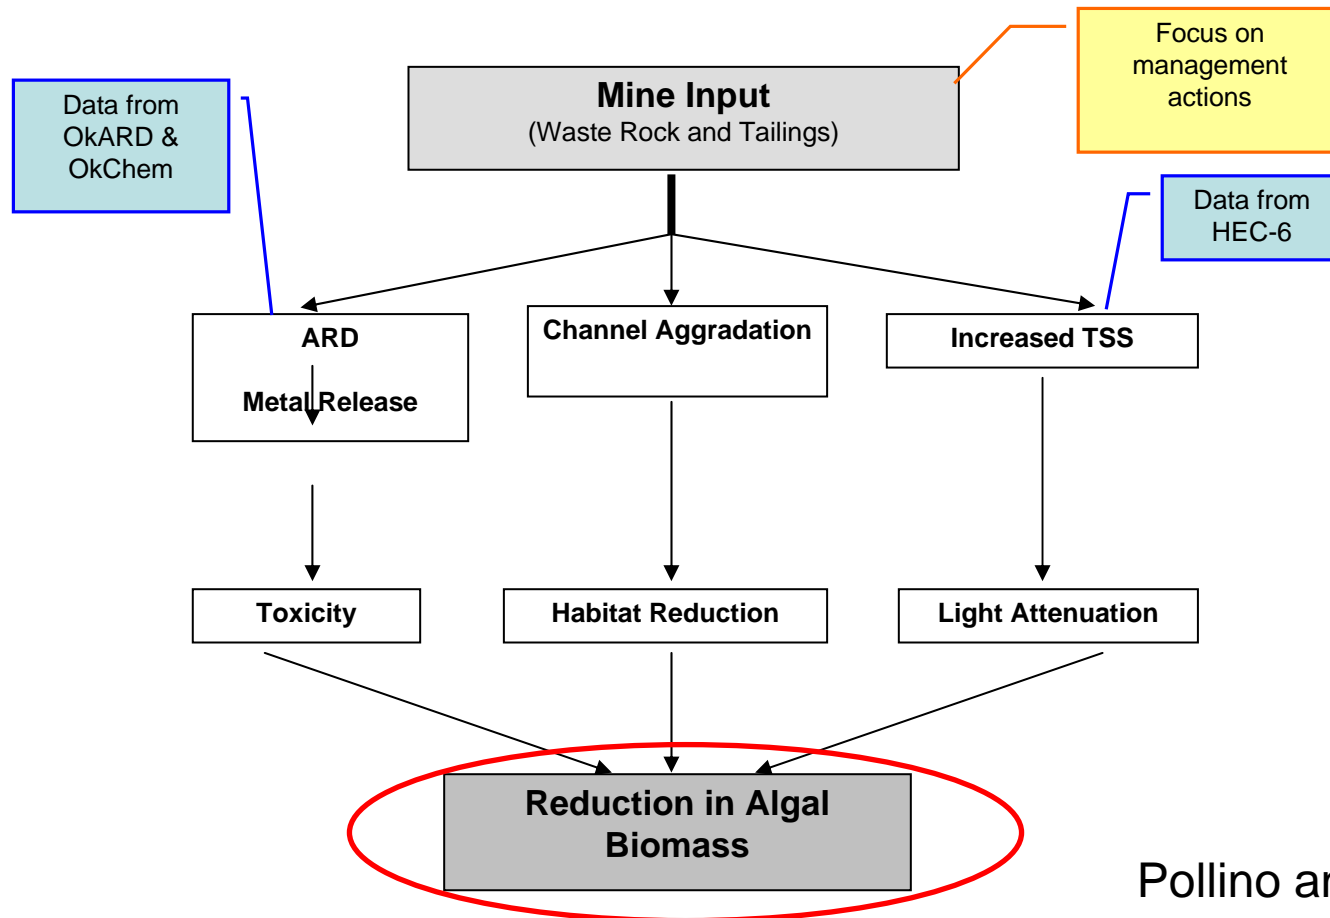 Focus on
management
actions
Mine Input
(Waste Rock and Tailings)
Data from
OkARD &
OkChem
Data from
HEC-6
ARD
Metal Release
Channel Aggradation
Increased TSS
Toxicity
Habitat Reduction
Light Attenuation
Reduction in Algal
Biomass
Pollino